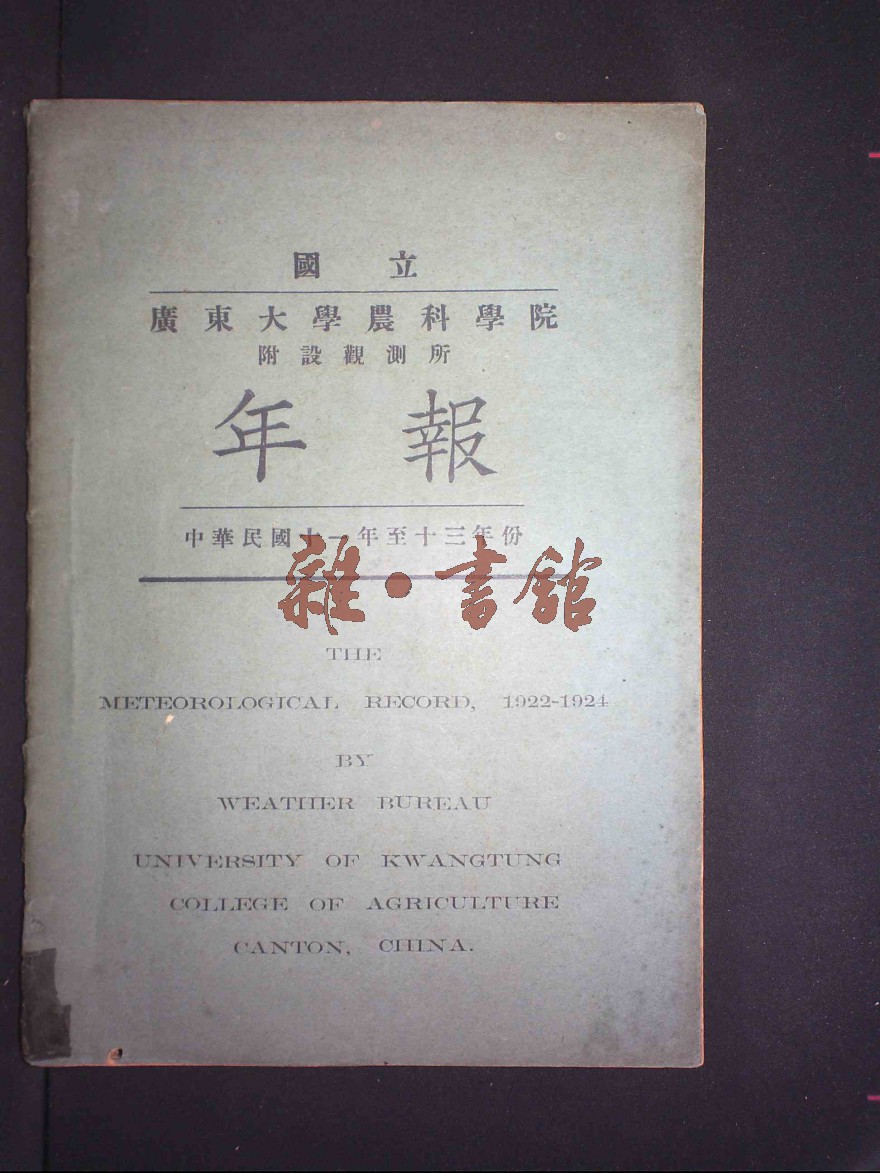 國立
廣東大學農科學院
附設觀測所
年報
中華民國十一年至十三年份
雜·書館
THE
METEOROLOGICAL RECORD, 1922-1924
BY
WEATHER BUREAU
UNIVERSITY OF KWANGTUNG
COLLEGE OF AGRICULTURE
CANTON, CHINA.